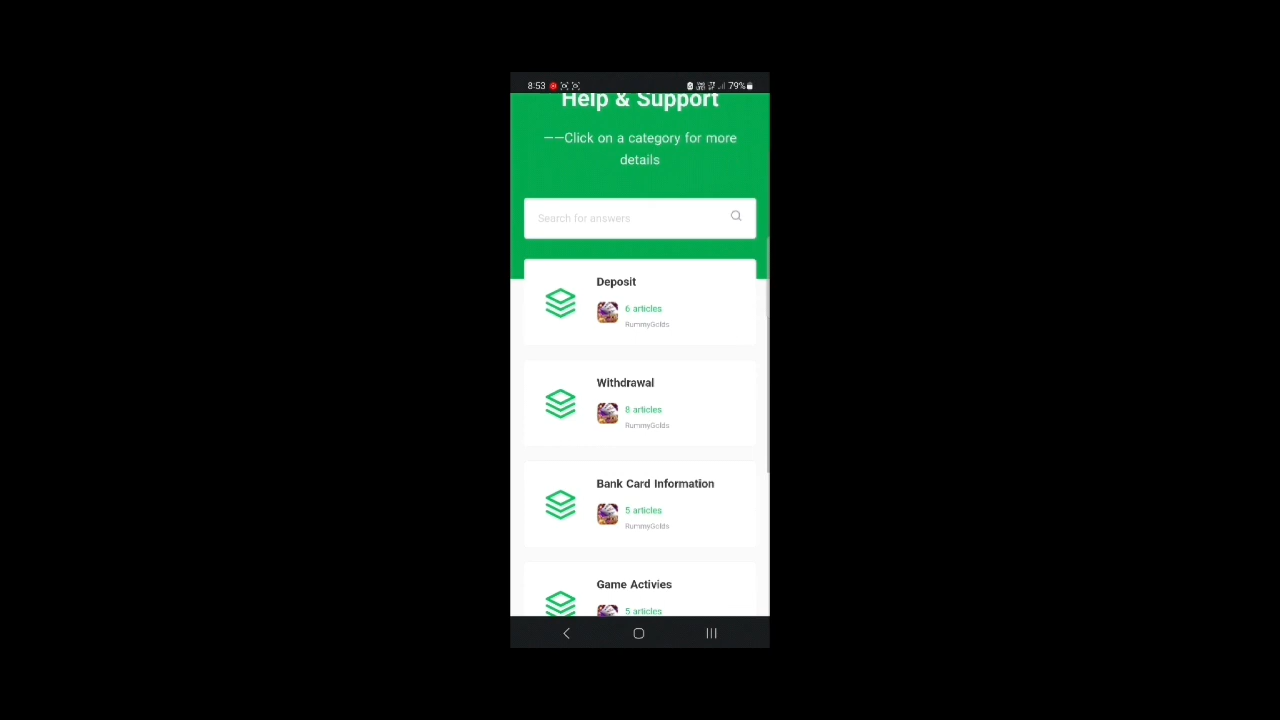 8:53
79%
Help & Support
——Click on a category for more
details
Search for answers
Deposit
6 articles
RummyGolds
Withdrawal
8 articles
RummyGolds
Bank Card Information
5 articles
RummyGolds
Game Activies
5 articles